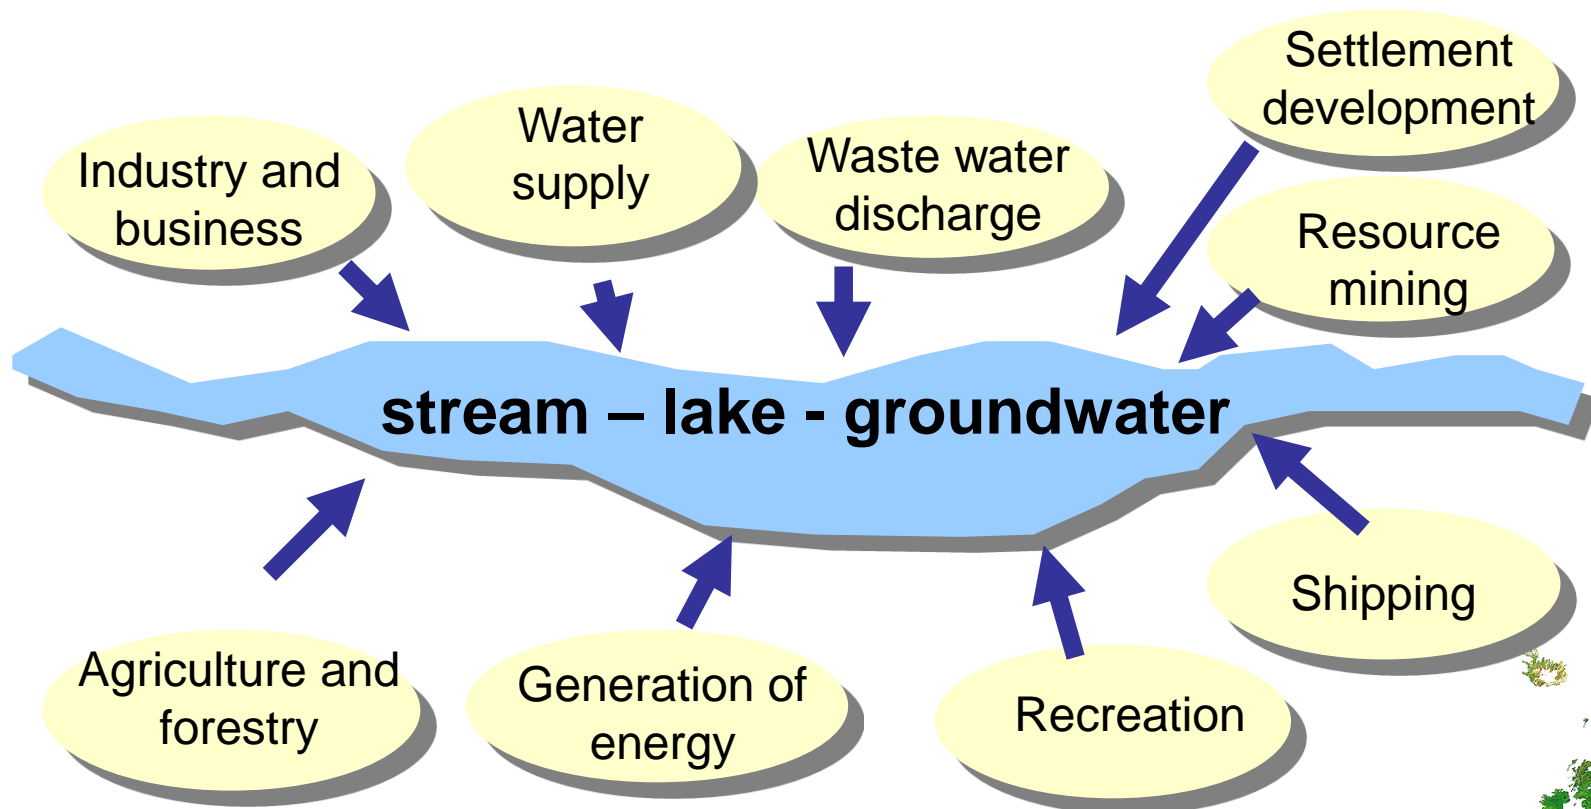 Industry and
business
Water
supply
Waste water
discharge
Settlement
development
Resource
mining
stream – lake - groundwater
Agriculture and
forestry
Generation of
energy
Recreation
Shipping